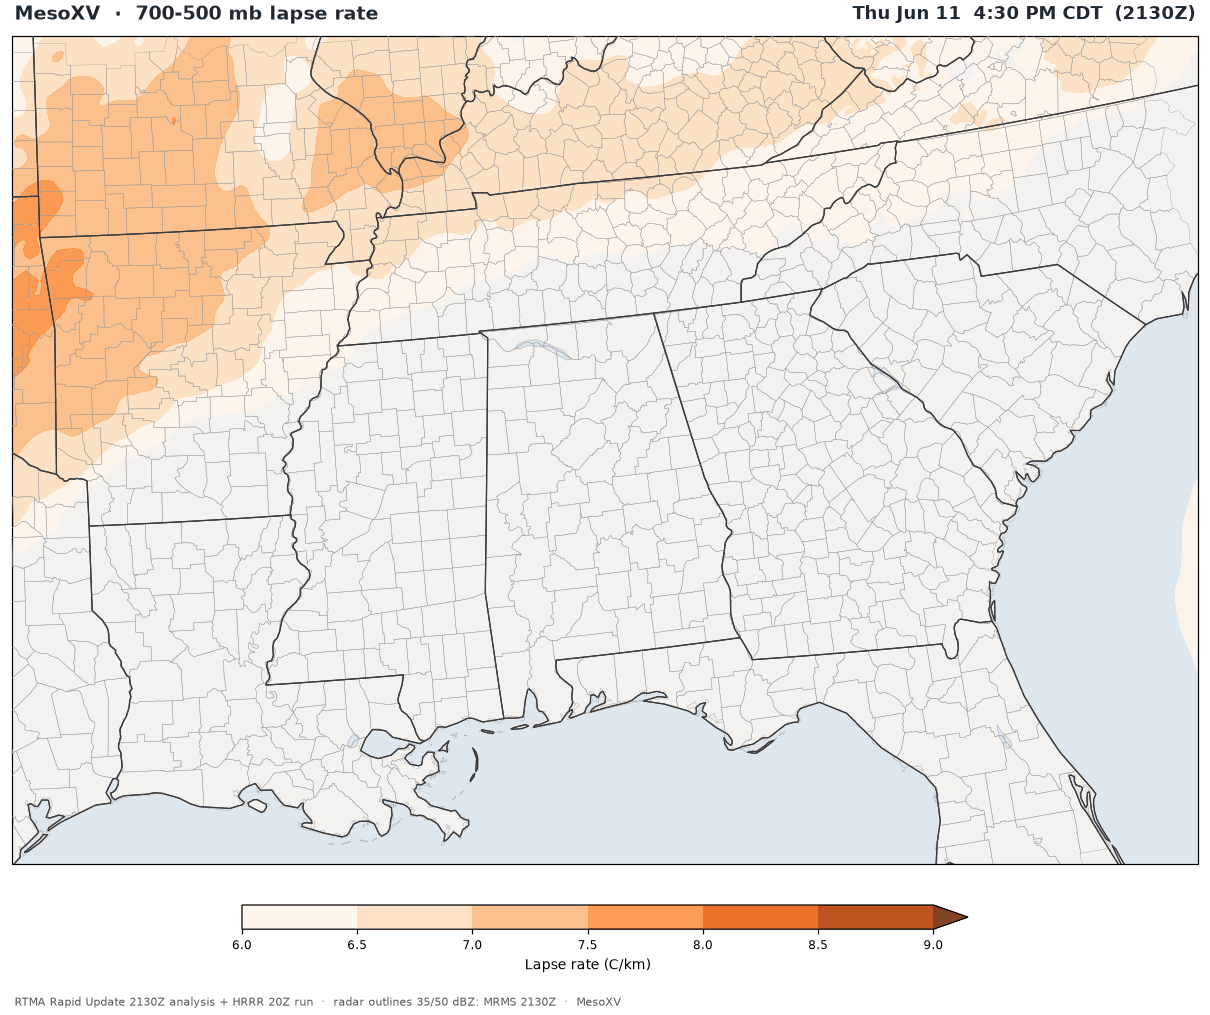 MesoXV · 700-500 mb lapse rate
Thu Jun 11 4:30 PM CDT (2130Z)
6.0 6.5 7.0 7.5 8.0 8.5 9.0
Lapse rate (C/km)
RTMA Rapid Update 2130Z analysis + HRRR 20Z run · radar outlines 35/50 dBZ: MRMS 2130Z · MesoXV